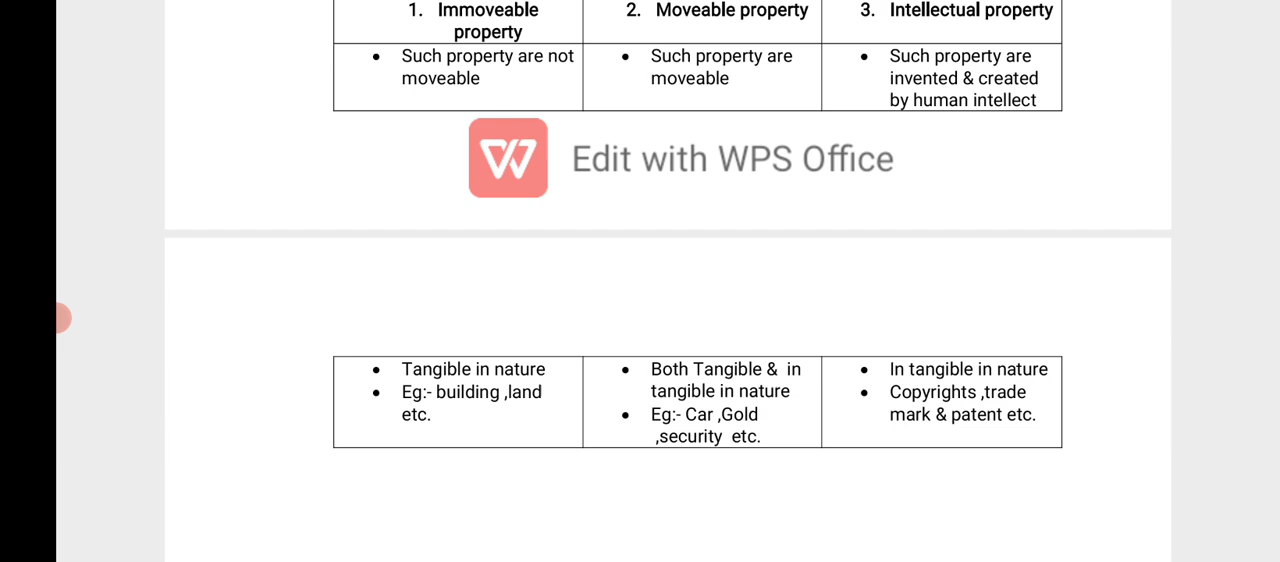 1. Immoveable
property
2. Moveable property
3. Intellectual property
• Such property are not
moveable
• Such property are
moveable
• Such property are
invented & created
by human intellect
Edit with WPS Office
• Tangible in nature
• Eg:- building ,land
etc.
• Both Tangible & in
tangible in nature
• Eg:- Car ,Gold
,security etc.
• In tangible in nature
• Copyrights ,trade
mark & patent etc.